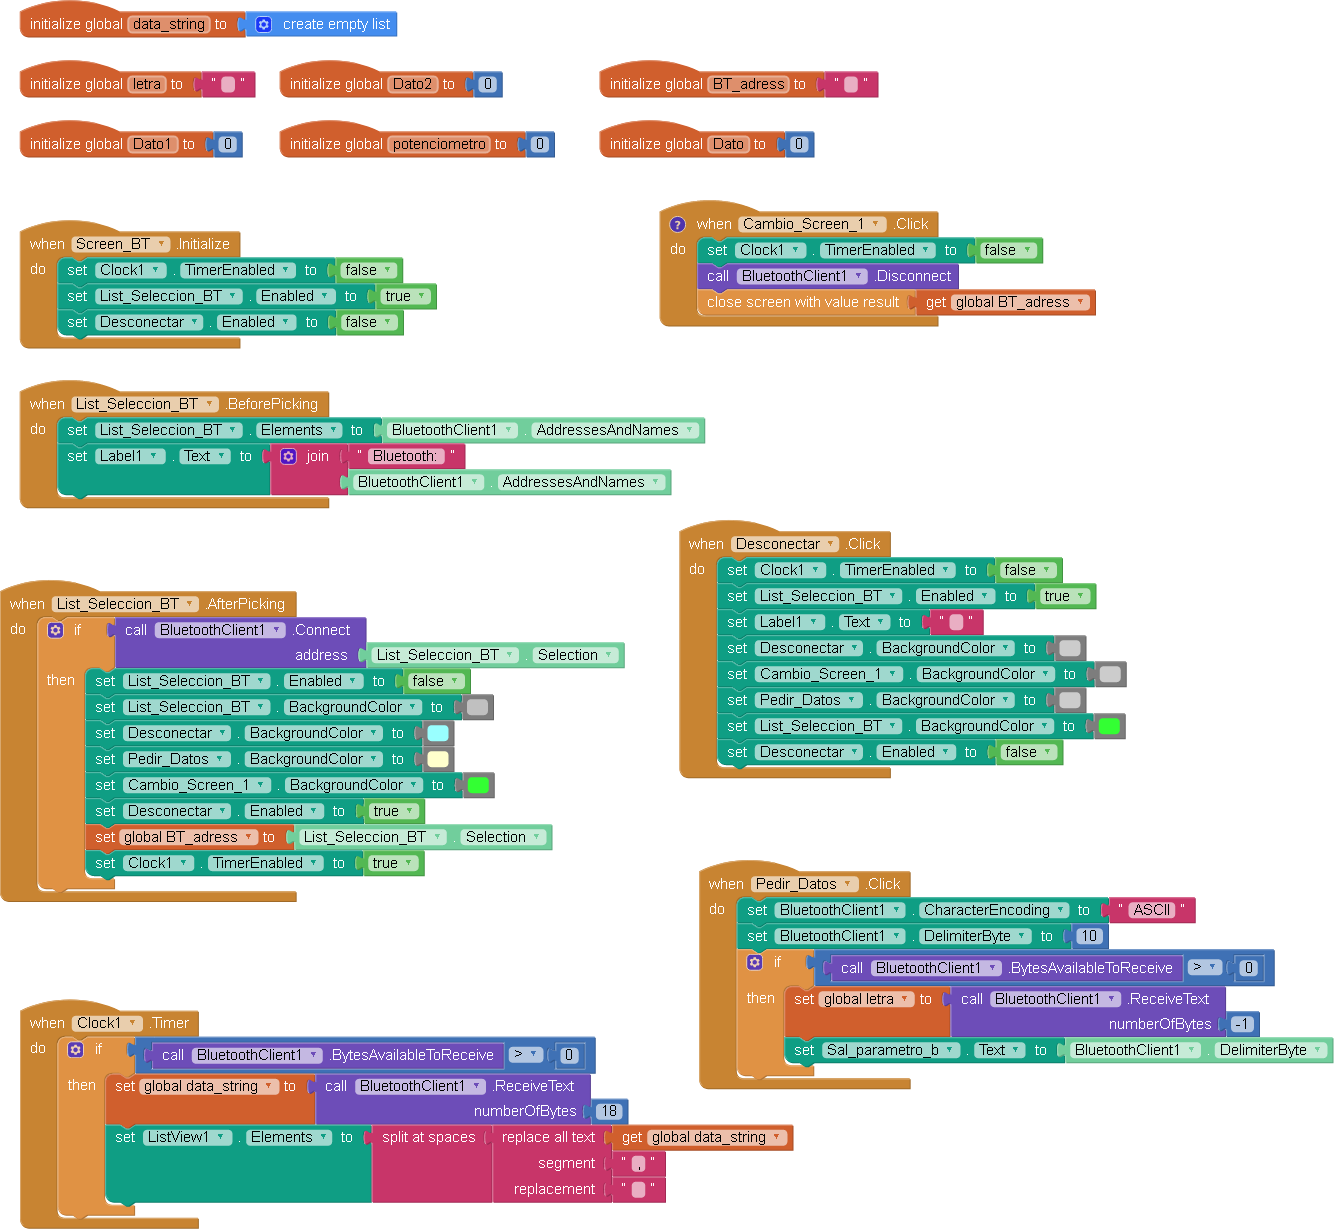 initialize global data_string to create empty list
initialize global letra to " "
initialize global Dato2 to 0
initialize global BT_adress to " "
initialize global Dato1 to 0
initialize global potenciometro to 0
initialize global Dato to 0
when Screen_BT .Initialize
do set Clock1 . TimerEnabled to false
set List_Seleccion_BT . Enabled to true
set Desconectar . Enabled to false
? when Cambio_Screen_1 .Click
do set Clock1 . TimerEnabled to false
call BluetoothClient1 .Disconnect
close screen with value result get global BT_adress
when List_Seleccion_BT .BeforePicking
do set List_Seleccion_BT . Elements to BluetoothClient1 . AddressesAndNames
set Label1 . Text to join " Bluetooth: "
BluetoothClient1 . AddressesAndNames
when Desconectar .Click
do set Clock1 . TimerEnabled to false
set List_Seleccion_BT . Enabled to true
set Label1 . Text to " "
set Desconectar . BackgroundColor to
set Cambio_Screen_1 . BackgroundColor to
set Pedir_Datos . BackgroundColor to
set List_Seleccion_BT . BackgroundColor to
set Desconectar . Enabled to false
when List_Seleccion_BT .AfterPicking
do if call BluetoothClient1 .Connect
address List_Seleccion_BT . Selection
then set List_Seleccion_BT . Enabled to false
set List_Seleccion_BT . BackgroundColor to
set Desconectar . BackgroundColor to
set Pedir_Datos . BackgroundColor to
set Cambio_Screen_1 . BackgroundColor to
set Desconectar . Enabled to true
set global BT_adress to List_Seleccion_BT . Selection
set Clock1 . TimerEnabled to true
when Pedir_Datos .Click
do set BluetoothClient1 . CharacterEncoding to " ASCII "
set BluetoothClient1 . DelimiterByte to 10
if call BluetoothClient1 .BytesAvailableToReceive > 0
then set global letra to call BluetoothClient1 .ReceiveText
numberOfBytes -1
set Sal_parametro_b . Text to BluetoothClient1 . DelimiterByte
when Clock1 .Timer
do if call BluetoothClient1 .BytesAvailableToReceive > 0
then set global data_string to call BluetoothClient1 .ReceiveText
numberOfBytes 18
set ListView1 . Elements to split at spaces replace all text get global data_string
segment " , "
replacement " "